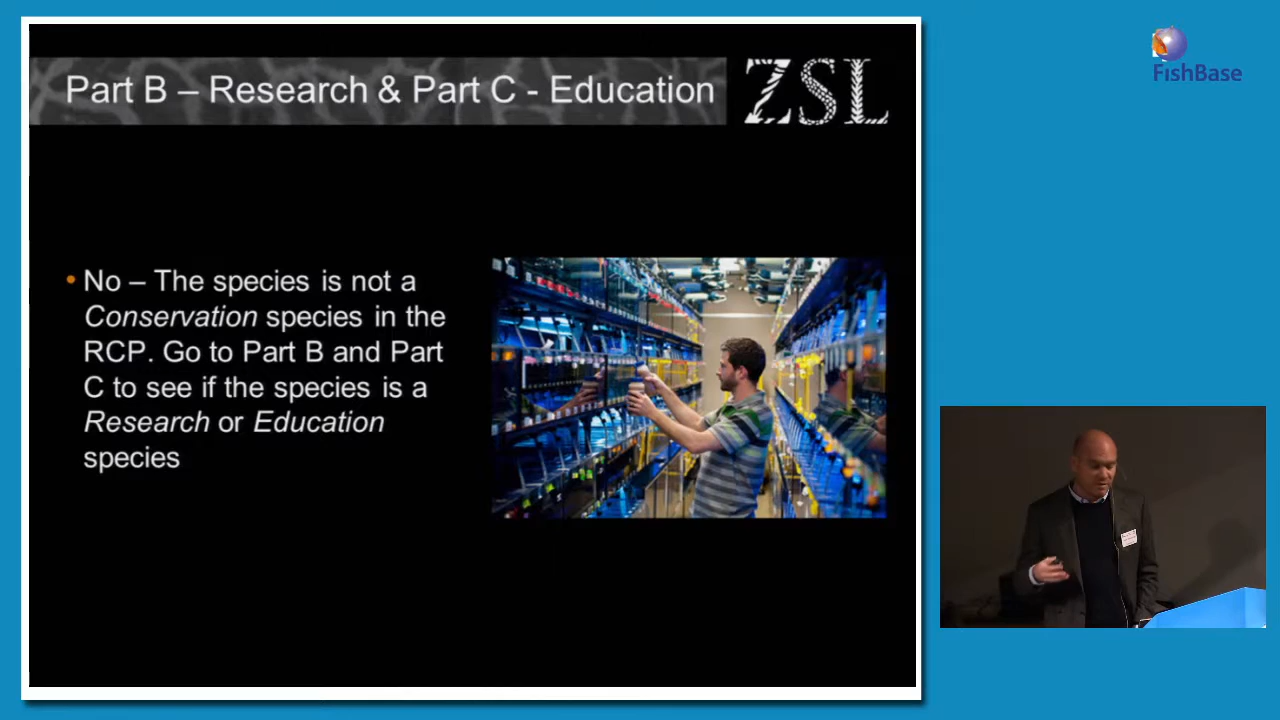 Part B – Research & Part C - Education
ZSL
FishBase
• No – The species is not a
Conservation species in the
RCP. Go to Part B and Part
C to see if the species is a
Research or Education
species